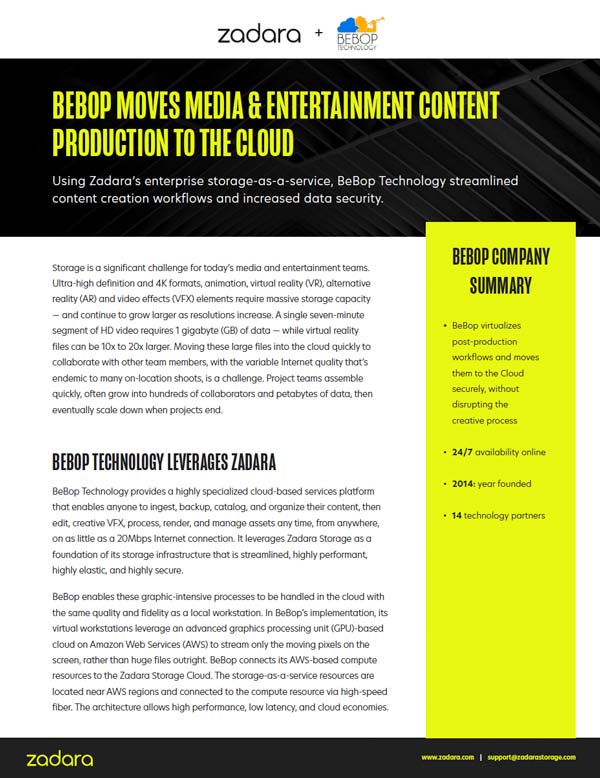 zadara + BEBOP
TECHNOLOGY
BEBOP MOVES MEDIA & ENTERTAINMENT CONTENT
PRODUCTION TO THE CLOUD
Using Zadara's enterprise storage-as-a-service, BeBop Technology streamlined
content creation workflows and increased data security.
Storage is a significant challenge for today's media and entertainment teams.
Ultra-high definition and 4K formats, animation, virtual reality (VR), alternative
reality (AR) and video effects (VFX) elements require massive storage capacity
— and continue to grow larger as resolutions increase. A single seven-minute
segment of HD video requires 1 gigabyte (GB) of data — while virtual reality
files can be 10x to 20x larger. Moving these large files into the cloud quickly to
collaborate with other team members, with the variable Internet quality that's
endemic to many on-location shoots, is a challenge. Project teams assemble
quickly, often grow into hundreds of collaborators and petabytes of data, then
eventually scale down when projects end.
BEBOP TECHNOLOGY LEVERAGES ZADARA
BeBop Technology provides a highly specialized cloud-based services platform
that enables anyone to ingest, backup, catalog, and organize their content, then
edit, creative VFX, process, render, and manage assets any time, from anywhere,
on as little as a 20Mbps Internet connection. It leverages Zadara Storage as a
foundation of its storage infrastructure that is streamlined, highly performant,
highly elastic, and highly secure.
BeBop enables these graphic-intensive processes to be handled in the cloud with
the same quality and fidelity as a local workstation. In BeBop's implementation, its
virtual workstations leverage an advanced graphics processing unit (GPU)-based
cloud on Amazon Web Services (AWS) to stream only the moving pixels on the
screen, rather than huge files outright. BeBop connects its AWS-based compute
resources to the Zadara Storage Cloud. The storage-as-a-service resources are
located near AWS regions and connected to the compute resource via high-speed
fiber. The architecture allows high performance, low latency, and cloud economies.
BEBOP COMPANY
SUMMARY
• BeBop virtualizes
post-production
workflows and moves
them to the Cloud
securely, without
disrupting the
creative process
• 24/7 availability online
• 2014: year founded
• 14 technology partners
zadara
www.zadara.com | support@zadarastorage.com